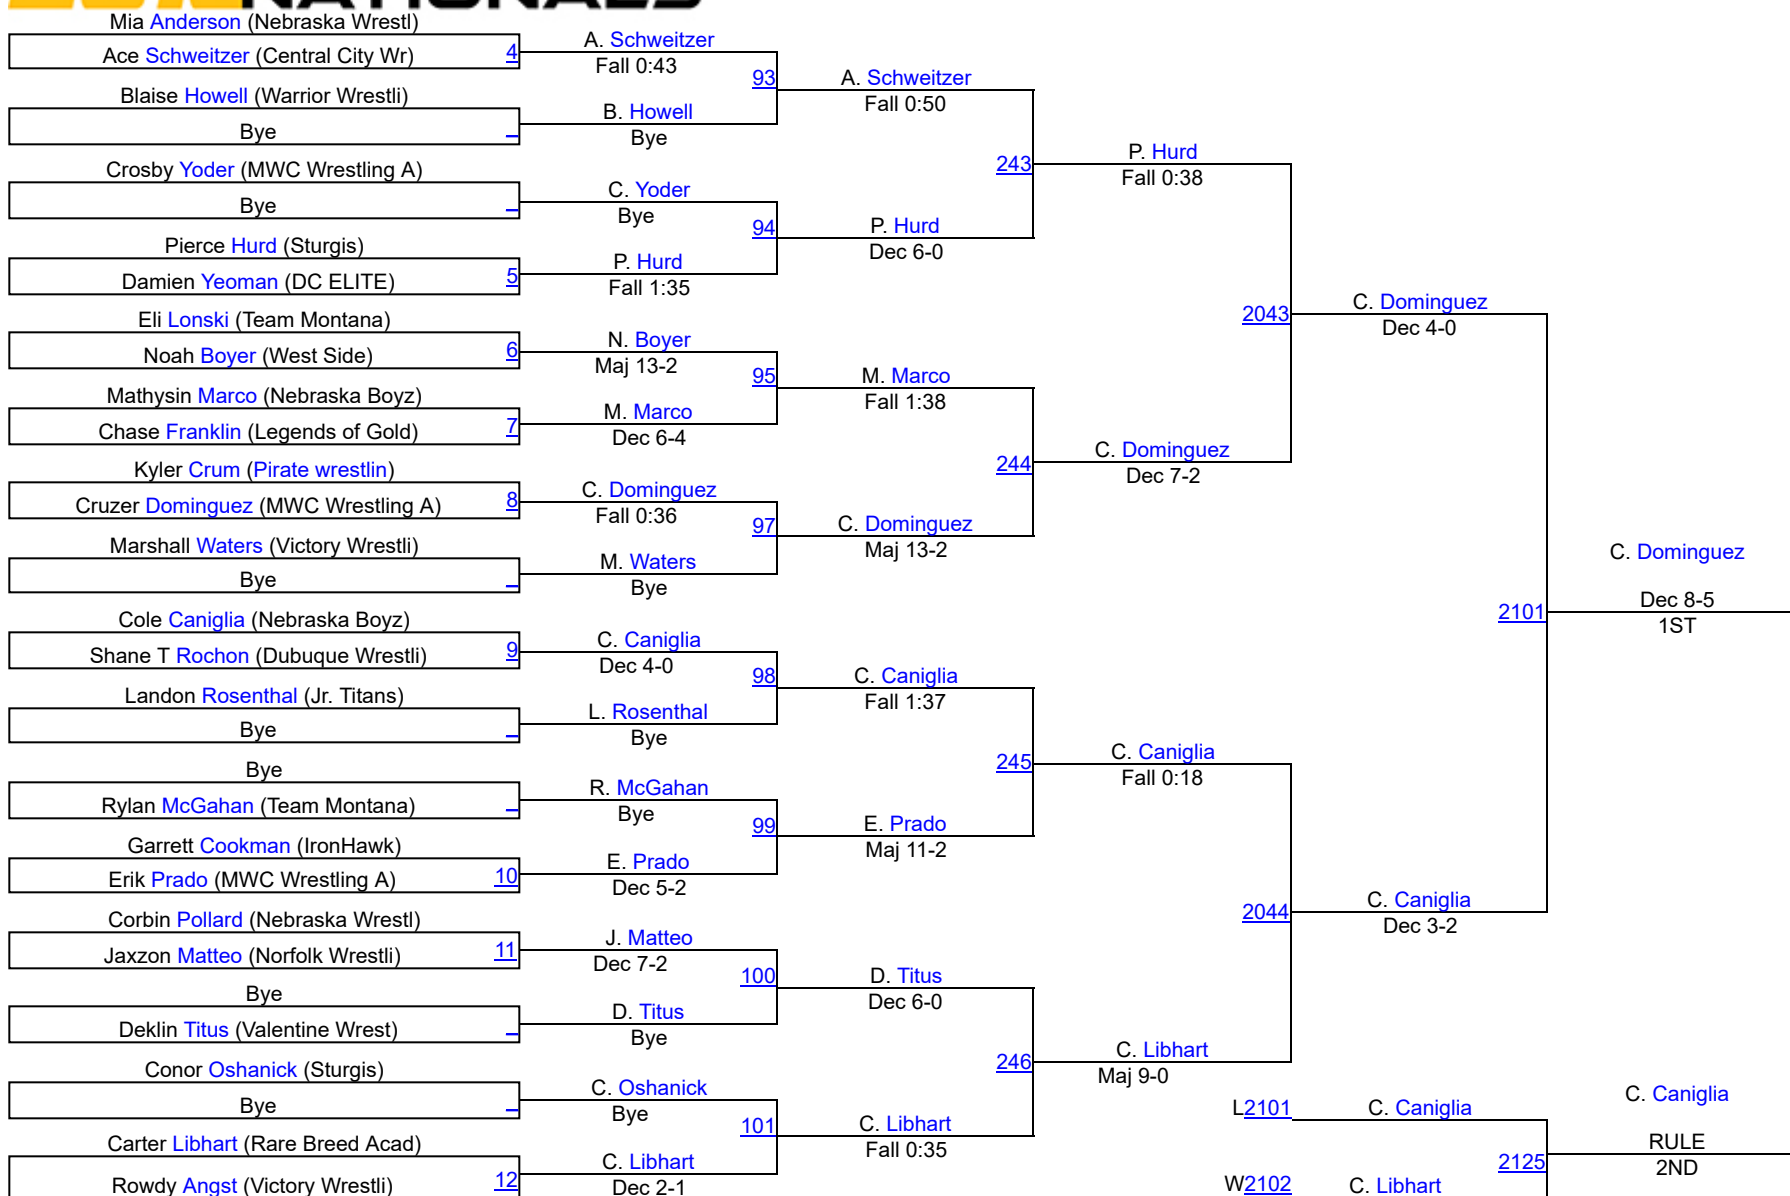 NATIONALS
Mia Anderson (Nebraska Wrestl)
Ace Schweitzer (Central City Wr) 4
Blaise Howell (Warrior Wrestli)
Bye _
Crosby Yoder (MWC Wrestling A)
Bye _
Pierce Hurd (Sturgis)
Damien Yeoman (DC ELITE) 5
Eli Lonski (Team Montana)
Noah Boyer (West Side) 6
Mathysin Marco (Nebraska Boyz)
Chase Franklin (Legends of Gold) 7
Kyler Crum (Pirate wrestlin)
Cruzer Dominguez (MWC Wrestling A) 8
Marshall Waters (Victory Wrestli)
Bye _
Cole Caniglia (Nebraska Boyz)
Shane T Rochon (Dubuque Wrestli) 9
Landon Rosenthal (Jr. Titans)
Bye _
Bye
Rylan McGahan (Team Montana) _
Garrett Cookman (IronHawk)
Erik Prado (MWC Wrestling A) 10
Corbin Pollard (Nebraska Wrestl)
Jaxzon Matteo (Norfolk Wrestli) 11
Bye
Deklin Titus (Valentine Wrest) _
Conor Oshanick (Sturgis)
Bye _
Carter Libhart (Rare Breed Acad)
Rowdy Angst (Victory Wrestli) 12
A. Schweitzer
Fall 0:43
93
B. Howell
Bye
C. Yoder
Bye
94
P. Hurd
Fall 1:35
N. Boyer
Maj 13-2
95
M. Marco
Dec 6-4
C. Dominguez
Fall 0:36
97
M. Waters
Bye
C. Caniglia
Dec 4-0
98
L. Rosenthal
Bye
R. McGahan
Bye
99
E. Prado
Dec 5-2
J. Matteo
Dec 7-2
100
D. Titus
Bye
C. Oshanick
Bye
101
C. Libhart
Dec 2-1
A. Schweitzer
Fall 0:50
243
P. Hurd
Dec 6-0
M. Marco
Fall 1:38
244
C. Dominguez
Maj 13-2
C. Caniglia
Fall 1:37
245
E. Prado
Maj 11-2
D. Titus
Dec 6-0
246
C. Libhart
Fall 0:35
P. Hurd
Fall 0:38
2043
C. Dominguez
Dec 7-2
C. Caniglia
Fall 0:18
2044
C. Libhart
Maj 9-0
C. Dominguez
Dec 4-0
2101
C. Caniglia
Dec 3-2
C. Dominguez
Dec 8-5
1ST
L2101 C. Caniglia
2125
W2102 C. Libhart
C. Caniglia
RULE
2ND